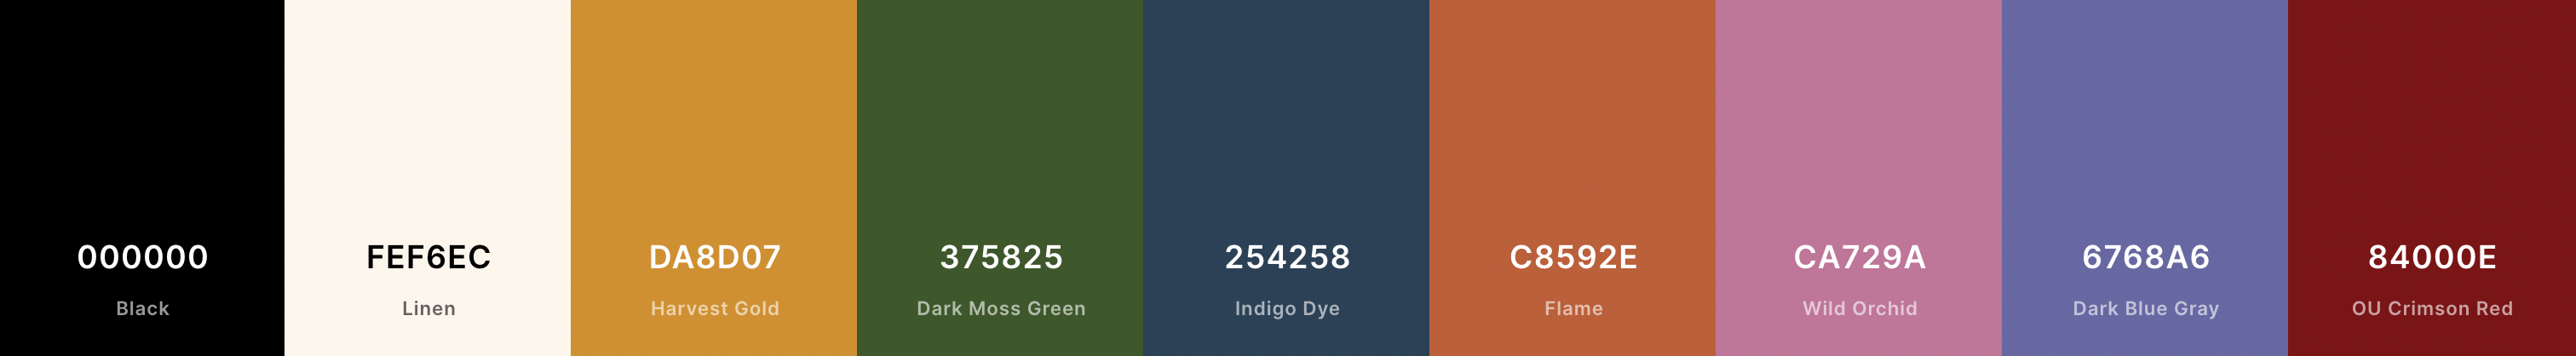 000000
Black
FEF6EC
Linen
DA8D07
Harvest Gold
375825
Dark Moss Green
254258
Indigo Dye
C8592E
Flame
CA729A
Wild Orchid
6768A6
Dark Blue Gray
84000E
OU Crimson Red